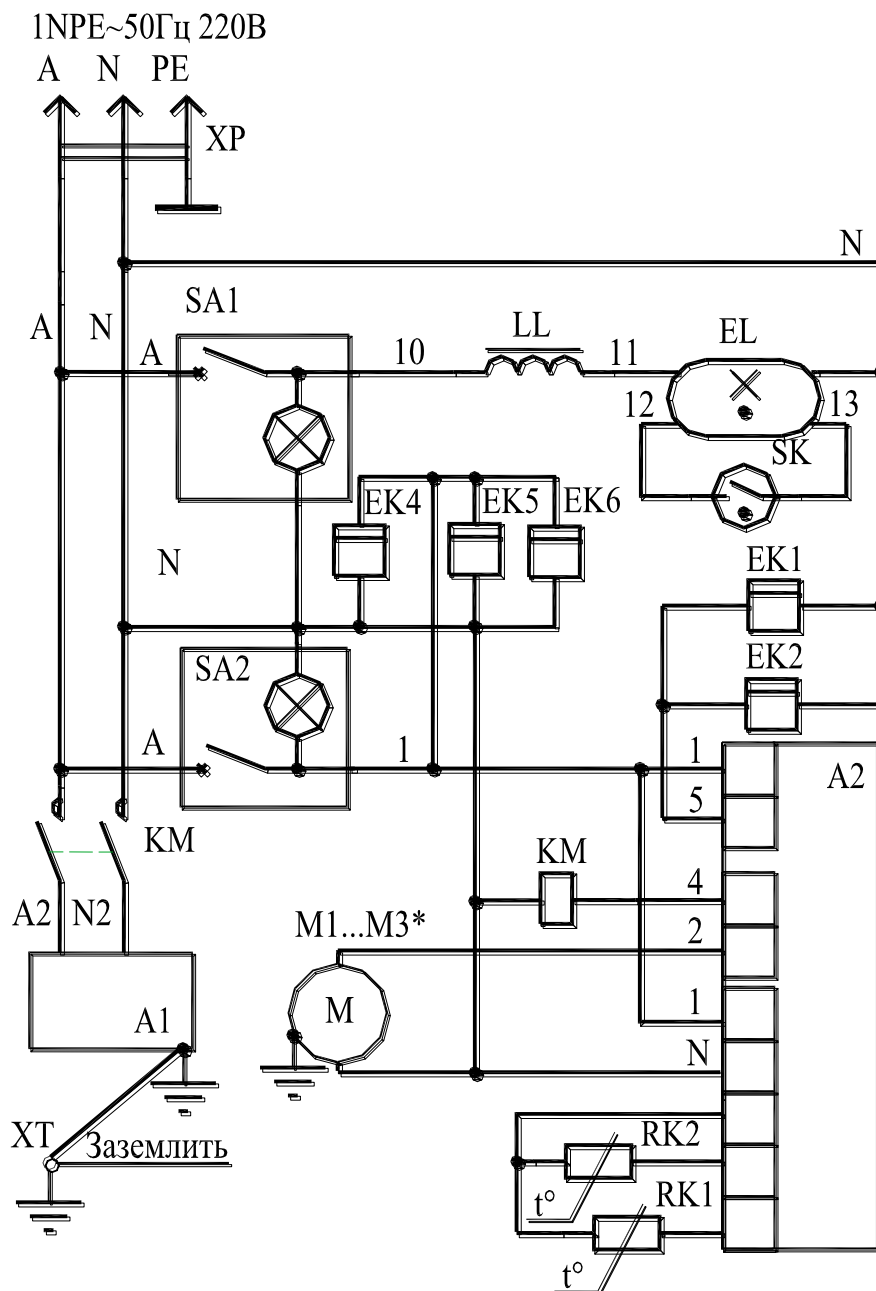 1NPE~50Гц 220В
A N PE
XP
N
SA1
A N
A
10
LL
11
EL
12
13
SK
EK4
EK5
EK6
N
EK1
SA2
EK2
A
1
1
A2
5
KM
KM
4
A2 N2
M1...M3*
2
M
A1
1
N
XT
Заземлить
RK2
t°
RK1
t°